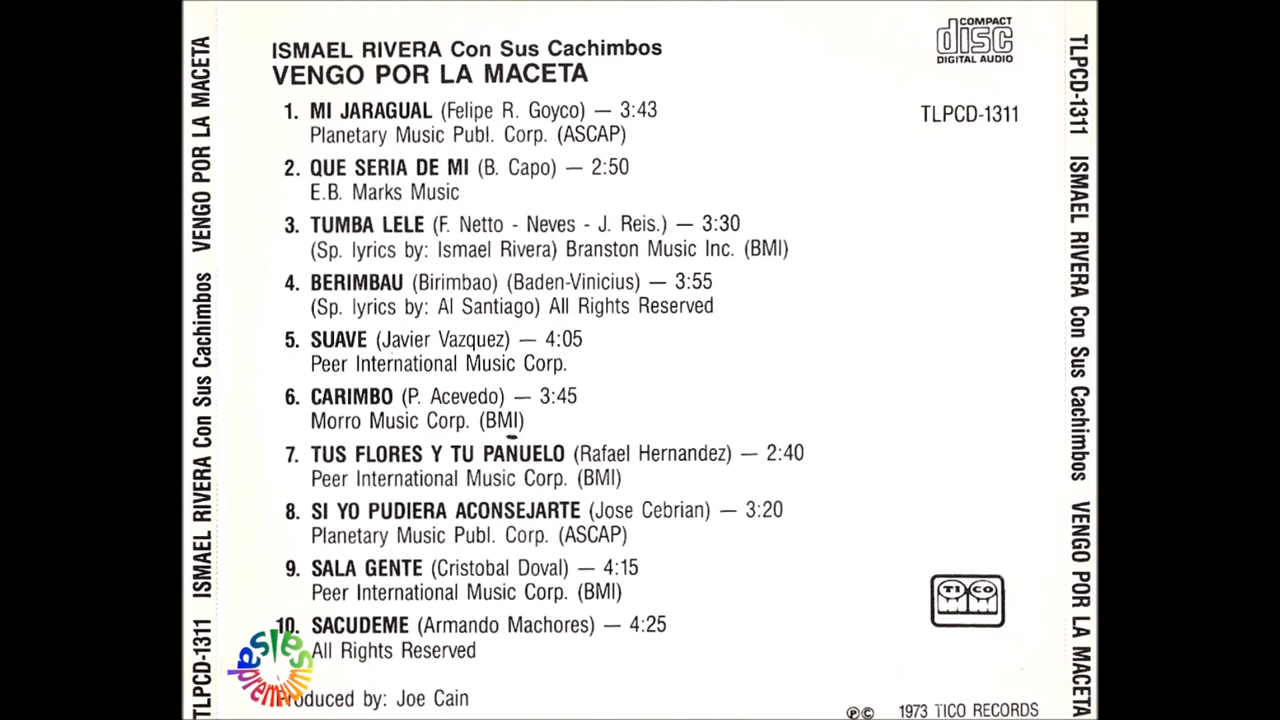 ISMAEL RIVERA Con Sus Cachimbos
VENGO POR LA MACETA
COMPACT
disc
DIGITAL AUDIO
TLPCD-1311
1. MI JARAGUAL (Felipe R. Goyco) — 3:43
Planetary Music Publ. Corp. (ASCAP)
2. QUE SERIA DE MI (B. Capo) — 2:50
E.B. Marks Music
3. TUMBA LELE (F. Netto - Neves - J. Reis.) — 3:30
(Sp. lyrics by: Ismael Rivera) Branston Music Inc. (BMI)
4. BERIMBAU (Birimbao) (Baden-Vinicius) — 3:55
(Sp. lyrics by: Al Santiago) All Rights Reserved
5. SUAVE (Javier Vazquez) — 4:05
Peer International Music Corp.
6. CARIMBO (P. Acevedo) — 3:45
Morro Music Corp. (BMI)
7. TUS FLORES Y TU PAÑUELO (Rafael Hernandez) — 2:40
Peer International Music Corp. (BMI)
8. SI YO PUDIERA ACONSEJARTE (Jose Cebrian) — 3:20
Planetary Music Publ. Corp. (ASCAP)
9. SALA GENTE (Cristobal Doval) — 4:15
Peer International Music Corp. (BMI)
10. SACUDEME (Armando Machores) — 4:25
All Rights Reserved
Produced by: Joe Cain
TICO
℗© 1973 TICO RECORDS
TLPCD-1311 ISMAEL RIVERA Con Sus Cachimbos VENGO POR LA MACETA
TLPCD-1311 ISMAEL RIVERA Con Sus Cachimbos VENGO POR LA MACETA
salsapremium